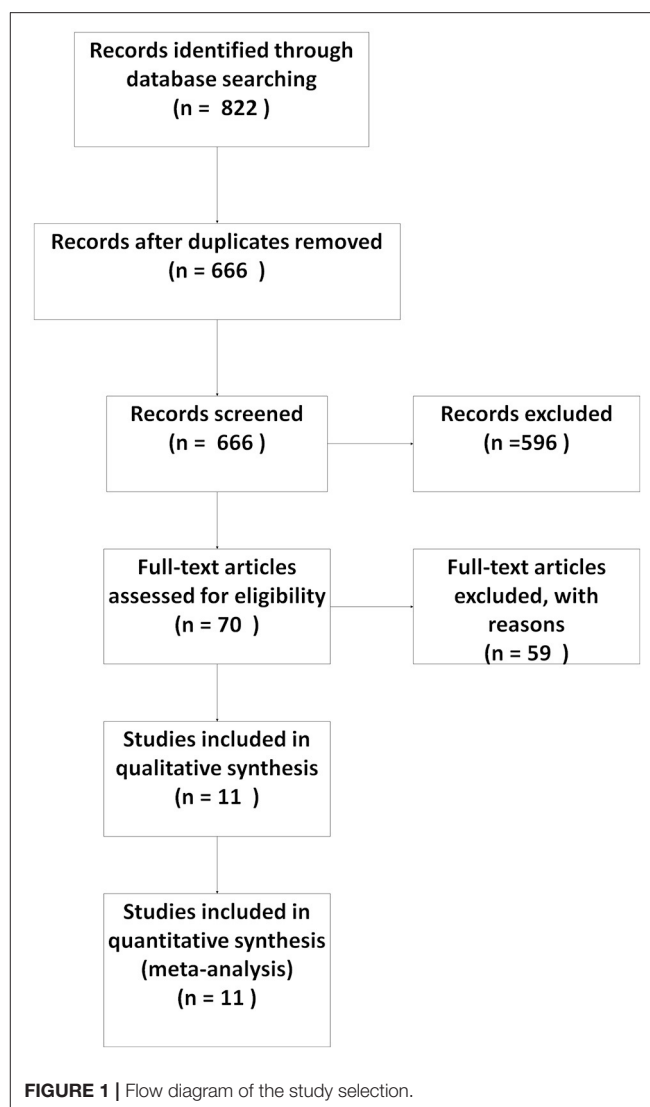 Records identified through
database searching
(n = 822 )
Records after duplicates removed
(n = 666 )
Records screened
(n = 666 )
Records excluded
(n =596 )
Full-text articles
assessed for eligibility
(n = 70 )
Full-text articles
excluded, with
reasons
(n = 59 )
Studies included in
qualitative synthesis
(n = 11 )
Studies included in
quantitative synthesis
(meta-analysis)
(n = 11 )
FIGURE 1 | Flow diagram of the study selection.